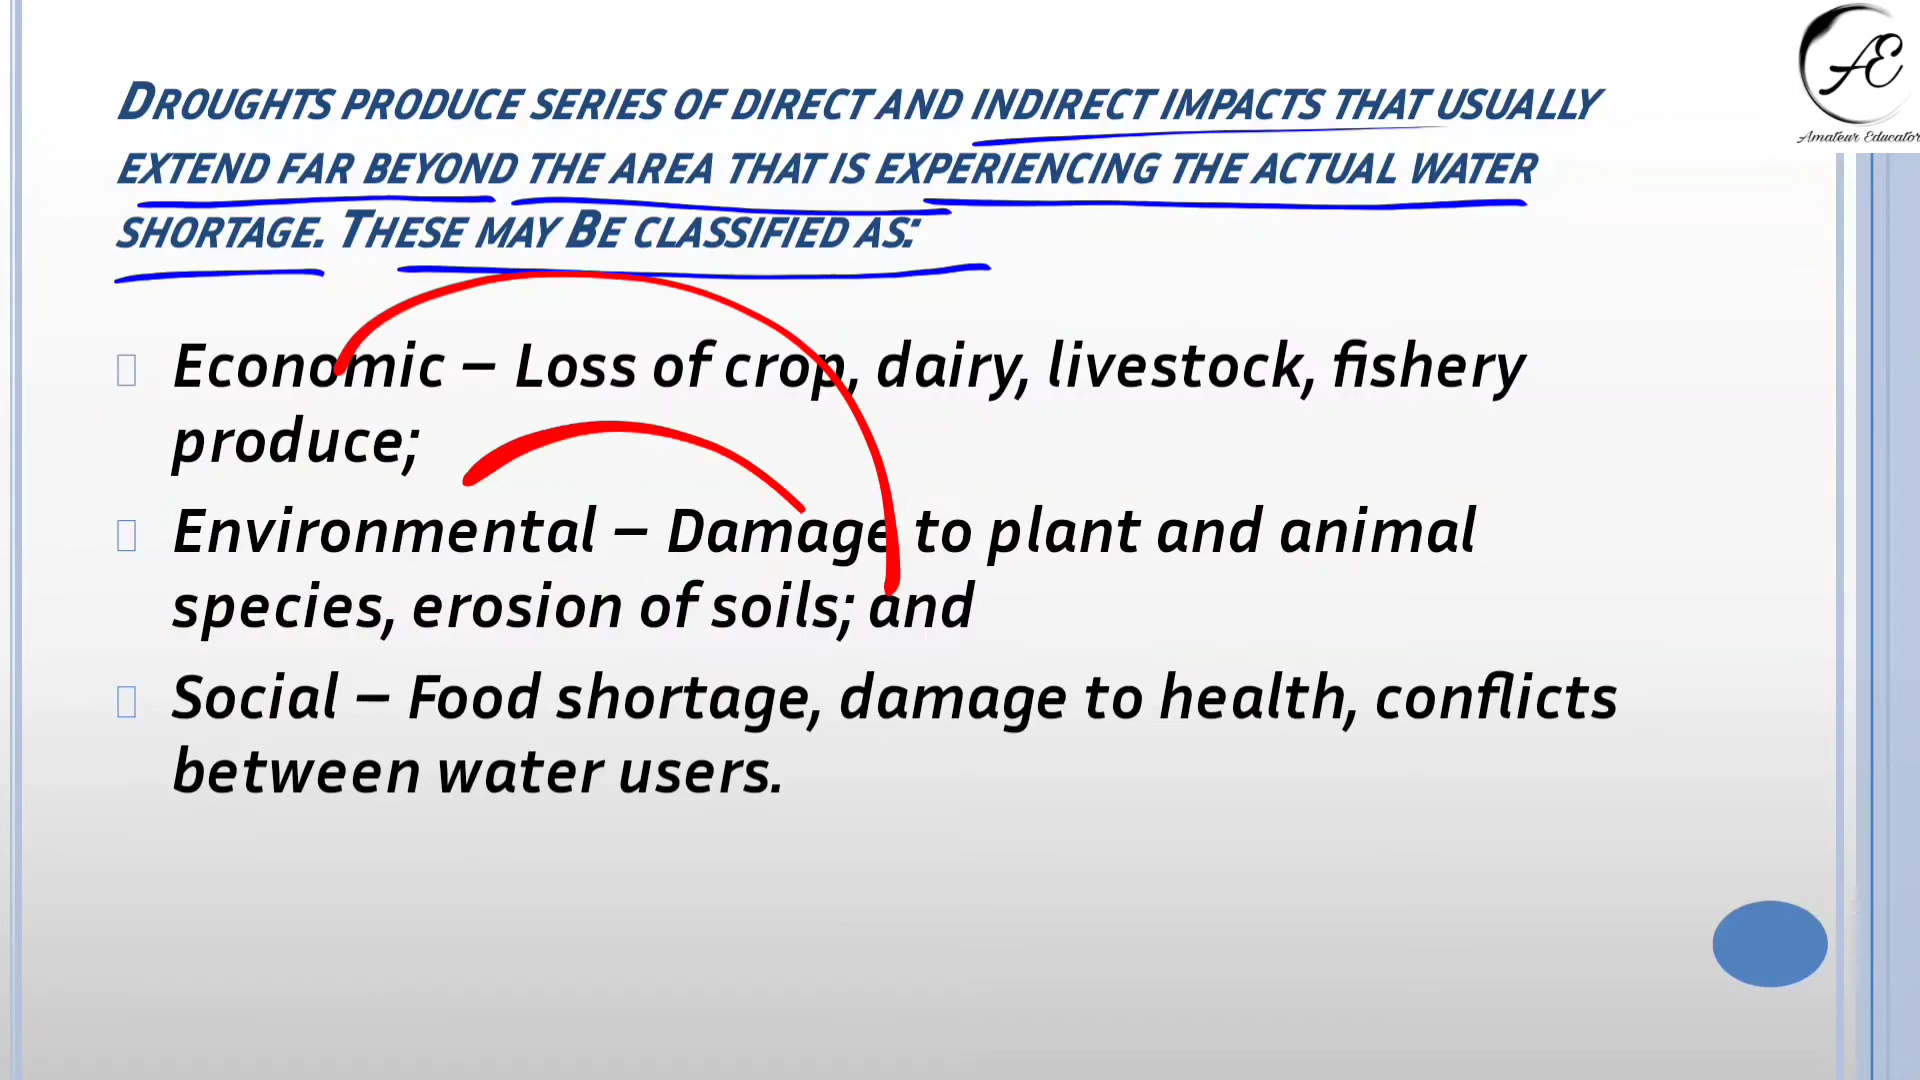 DROUGHTS PRODUCE SERIES OF DIRECT AND INDIRECT IMPACTS THAT USUALLY
EXTEND FAR BEYOND THE AREA THAT IS EXPERIENCING THE ACTUAL WATER
SHORTAGE. THESE MAY BE CLASSIFIED AS:
Economic – Loss of crop, dairy, livestock, fishery
produce;
Environmental – Damage to plant and animal
species, erosion of soils; and
Social – Food shortage, damage to health, conflicts
between water users.
AE
Amateur Educator